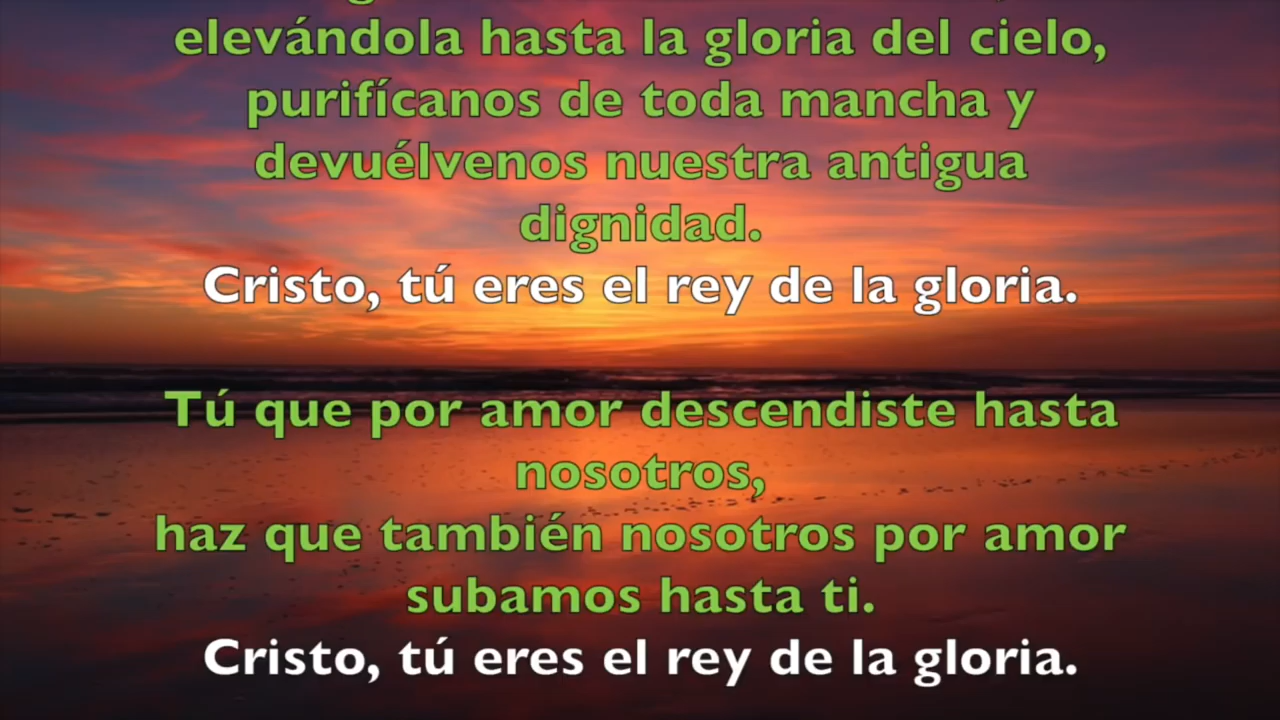 elevándola hasta la gloria del cielo,
purifícanos de toda mancha y
devuélvenos nuestra antigua
dignidad.
Cristo, tú eres el rey de la gloria.
Tú que por amor descendiste hasta
nosotros,
haz que también nosotros por amor
subamos hasta ti.
Cristo, tú eres el rey de la gloria.